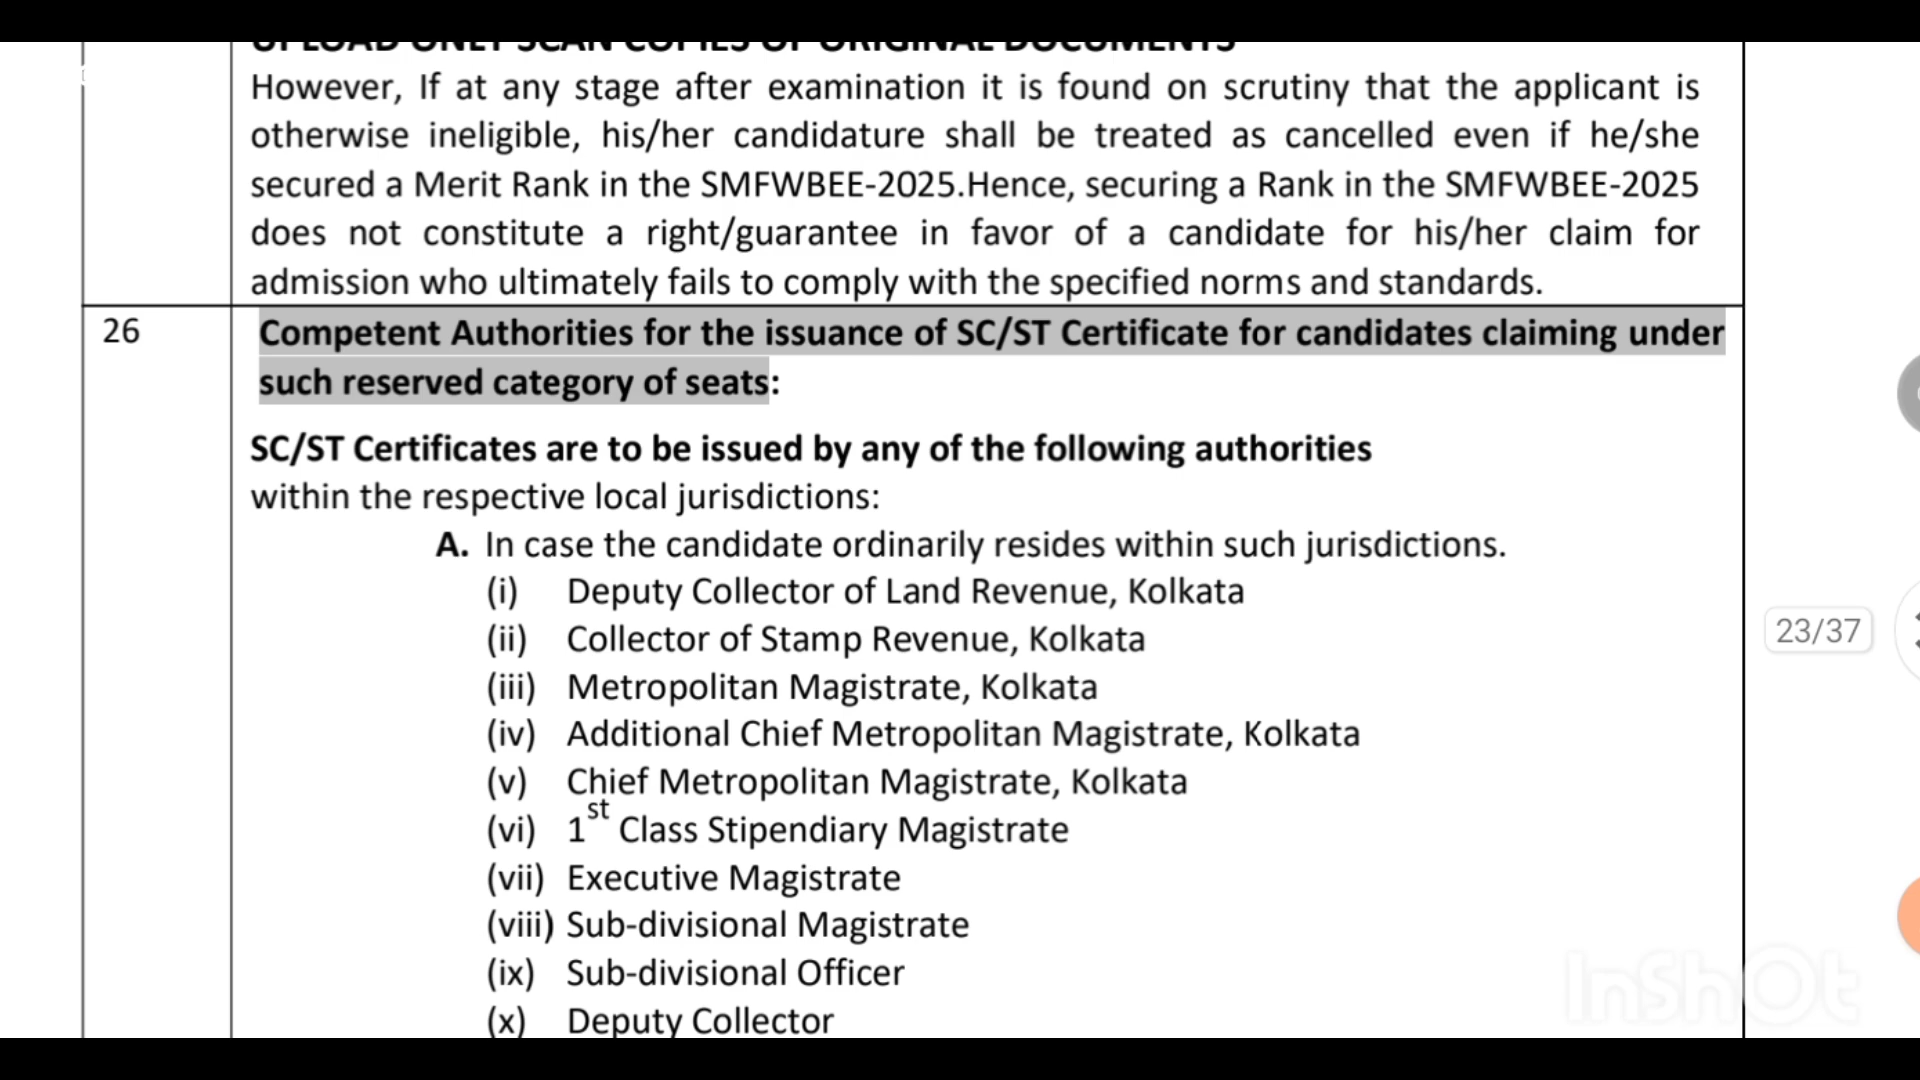 UPLOAD ONLY SCAN COPIES OF ORIGINAL DOCUMENTS
However, If at any stage after examination it is found on scrutiny that the applicant is
otherwise ineligible, his/her candidature shall be treated as cancelled even if he/she
secured a Merit Rank in the SMFWBEE-2025.Hence, securing a Rank in the SMFWBEE-2025
does not constitute a right/guarantee in favor of a candidate for his/her claim for
admission who ultimately fails to comply with the specified norms and standards.
26
Competent Authorities for the issuance of SC/ST Certificate for candidates claiming under
such reserved category of seats:
SC/ST Certificates are to be issued by any of the following authorities
within the respective local jurisdictions:
A. In case the candidate ordinarily resides within such jurisdictions.
(i) Deputy Collector of Land Revenue, Kolkata
(ii) Collector of Stamp Revenue, Kolkata
23/37
(iii) Metropolitan Magistrate, Kolkata
(iv) Additional Chief Metropolitan Magistrate, Kolkata
(v) Chief Metropolitan Magistrate, Kolkata
(vi) 1st Class Stipendiary Magistrate
(vii) Executive Magistrate
(viii) Sub-divisional Magistrate
(ix) Sub-divisional Officer
(x) Deputy Collector
InShOt